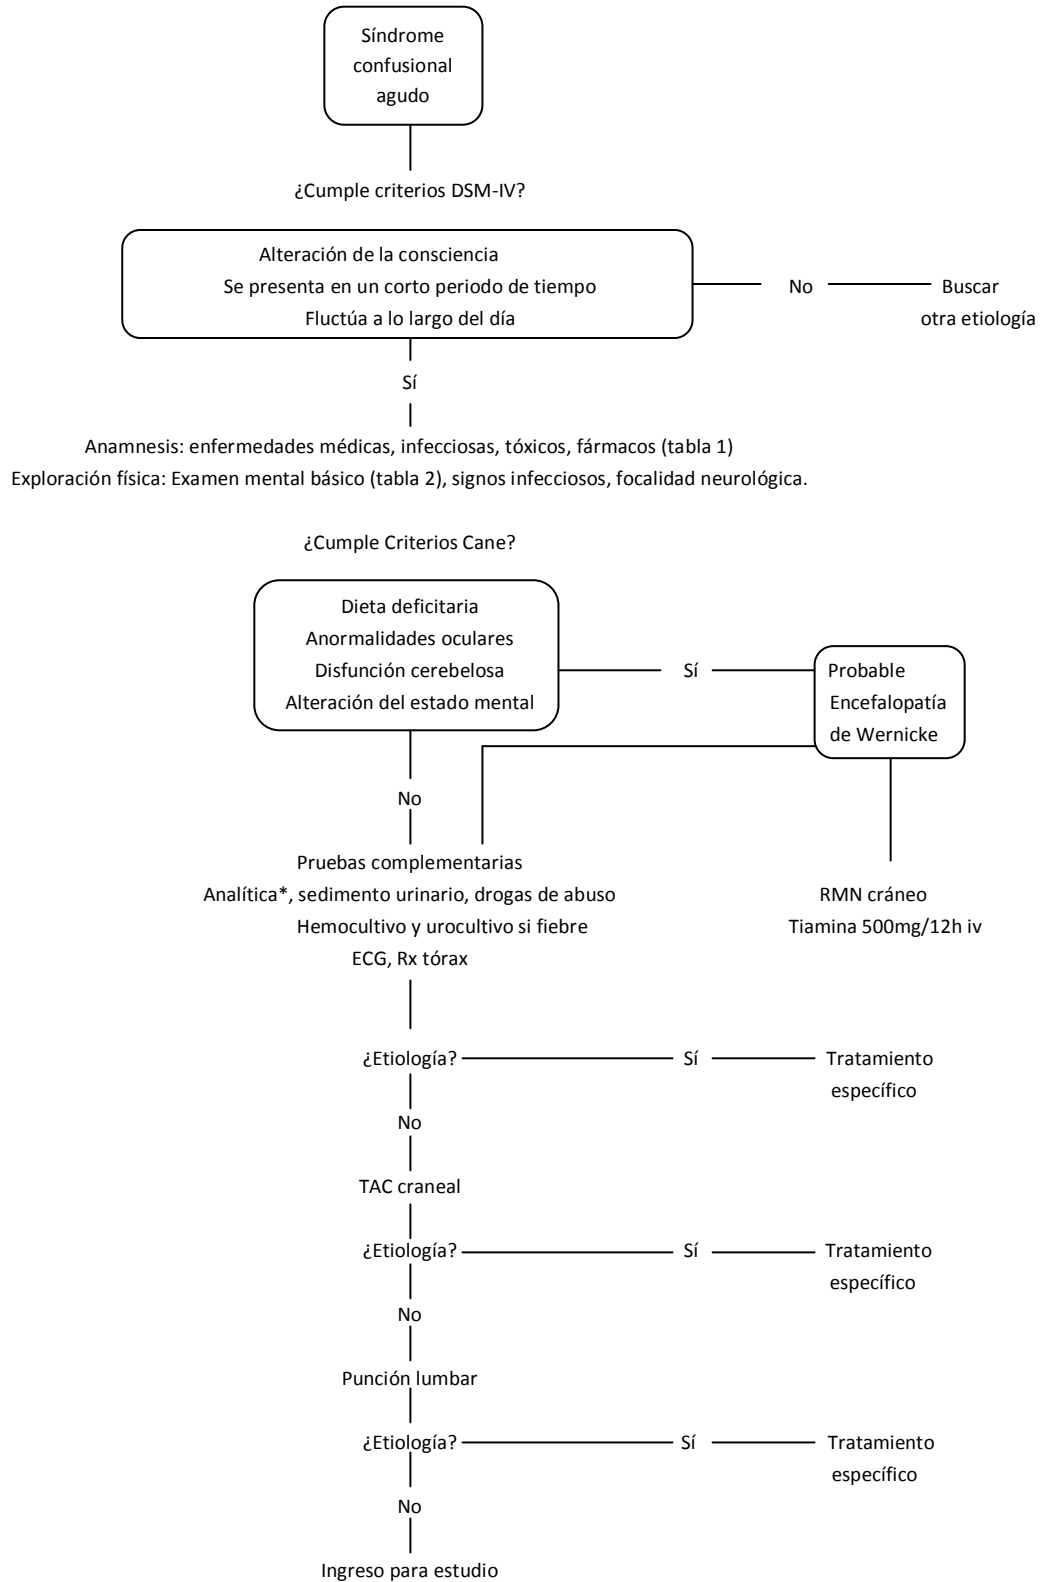 Síndrome
confusional
agudo
¿Cumple criterios DSM-IV?
Alteración de la consciencia
Se presenta en un corto periodo de tiempo
Fluctúa a lo largo del día
No
Buscar
otra etiología
Sí
Anamnesis: enfermedades médicas, infecciosas, tóxicos, fármacos (tabla 1)
Exploración física: Examen mental básico (tabla 2), signos infecciosos, focalidad neurológica.
¿Cumple Criterios Cane?
Dieta deficitaria
Anormalidades oculares
Disfunción cerebelosa
Alteración del estado mental
Sí
Probable
Encefalopatía
de Wernicke
No
Pruebas complementarias
Analítica*, sedimento urinario, drogas de abuso
Hemocultivo y urocultivo si fiebre
ECG, Rx tórax
RMN cráneo
Tiamina 500mg/12h iv
¿Etiología?
Sí
Tratamiento
específico
No
TAC craneal
¿Etiología?
Sí
Tratamiento
específico
No
Punción lumbar
¿Etiología?
Sí
Tratamiento
específico
No
Ingreso para estudio